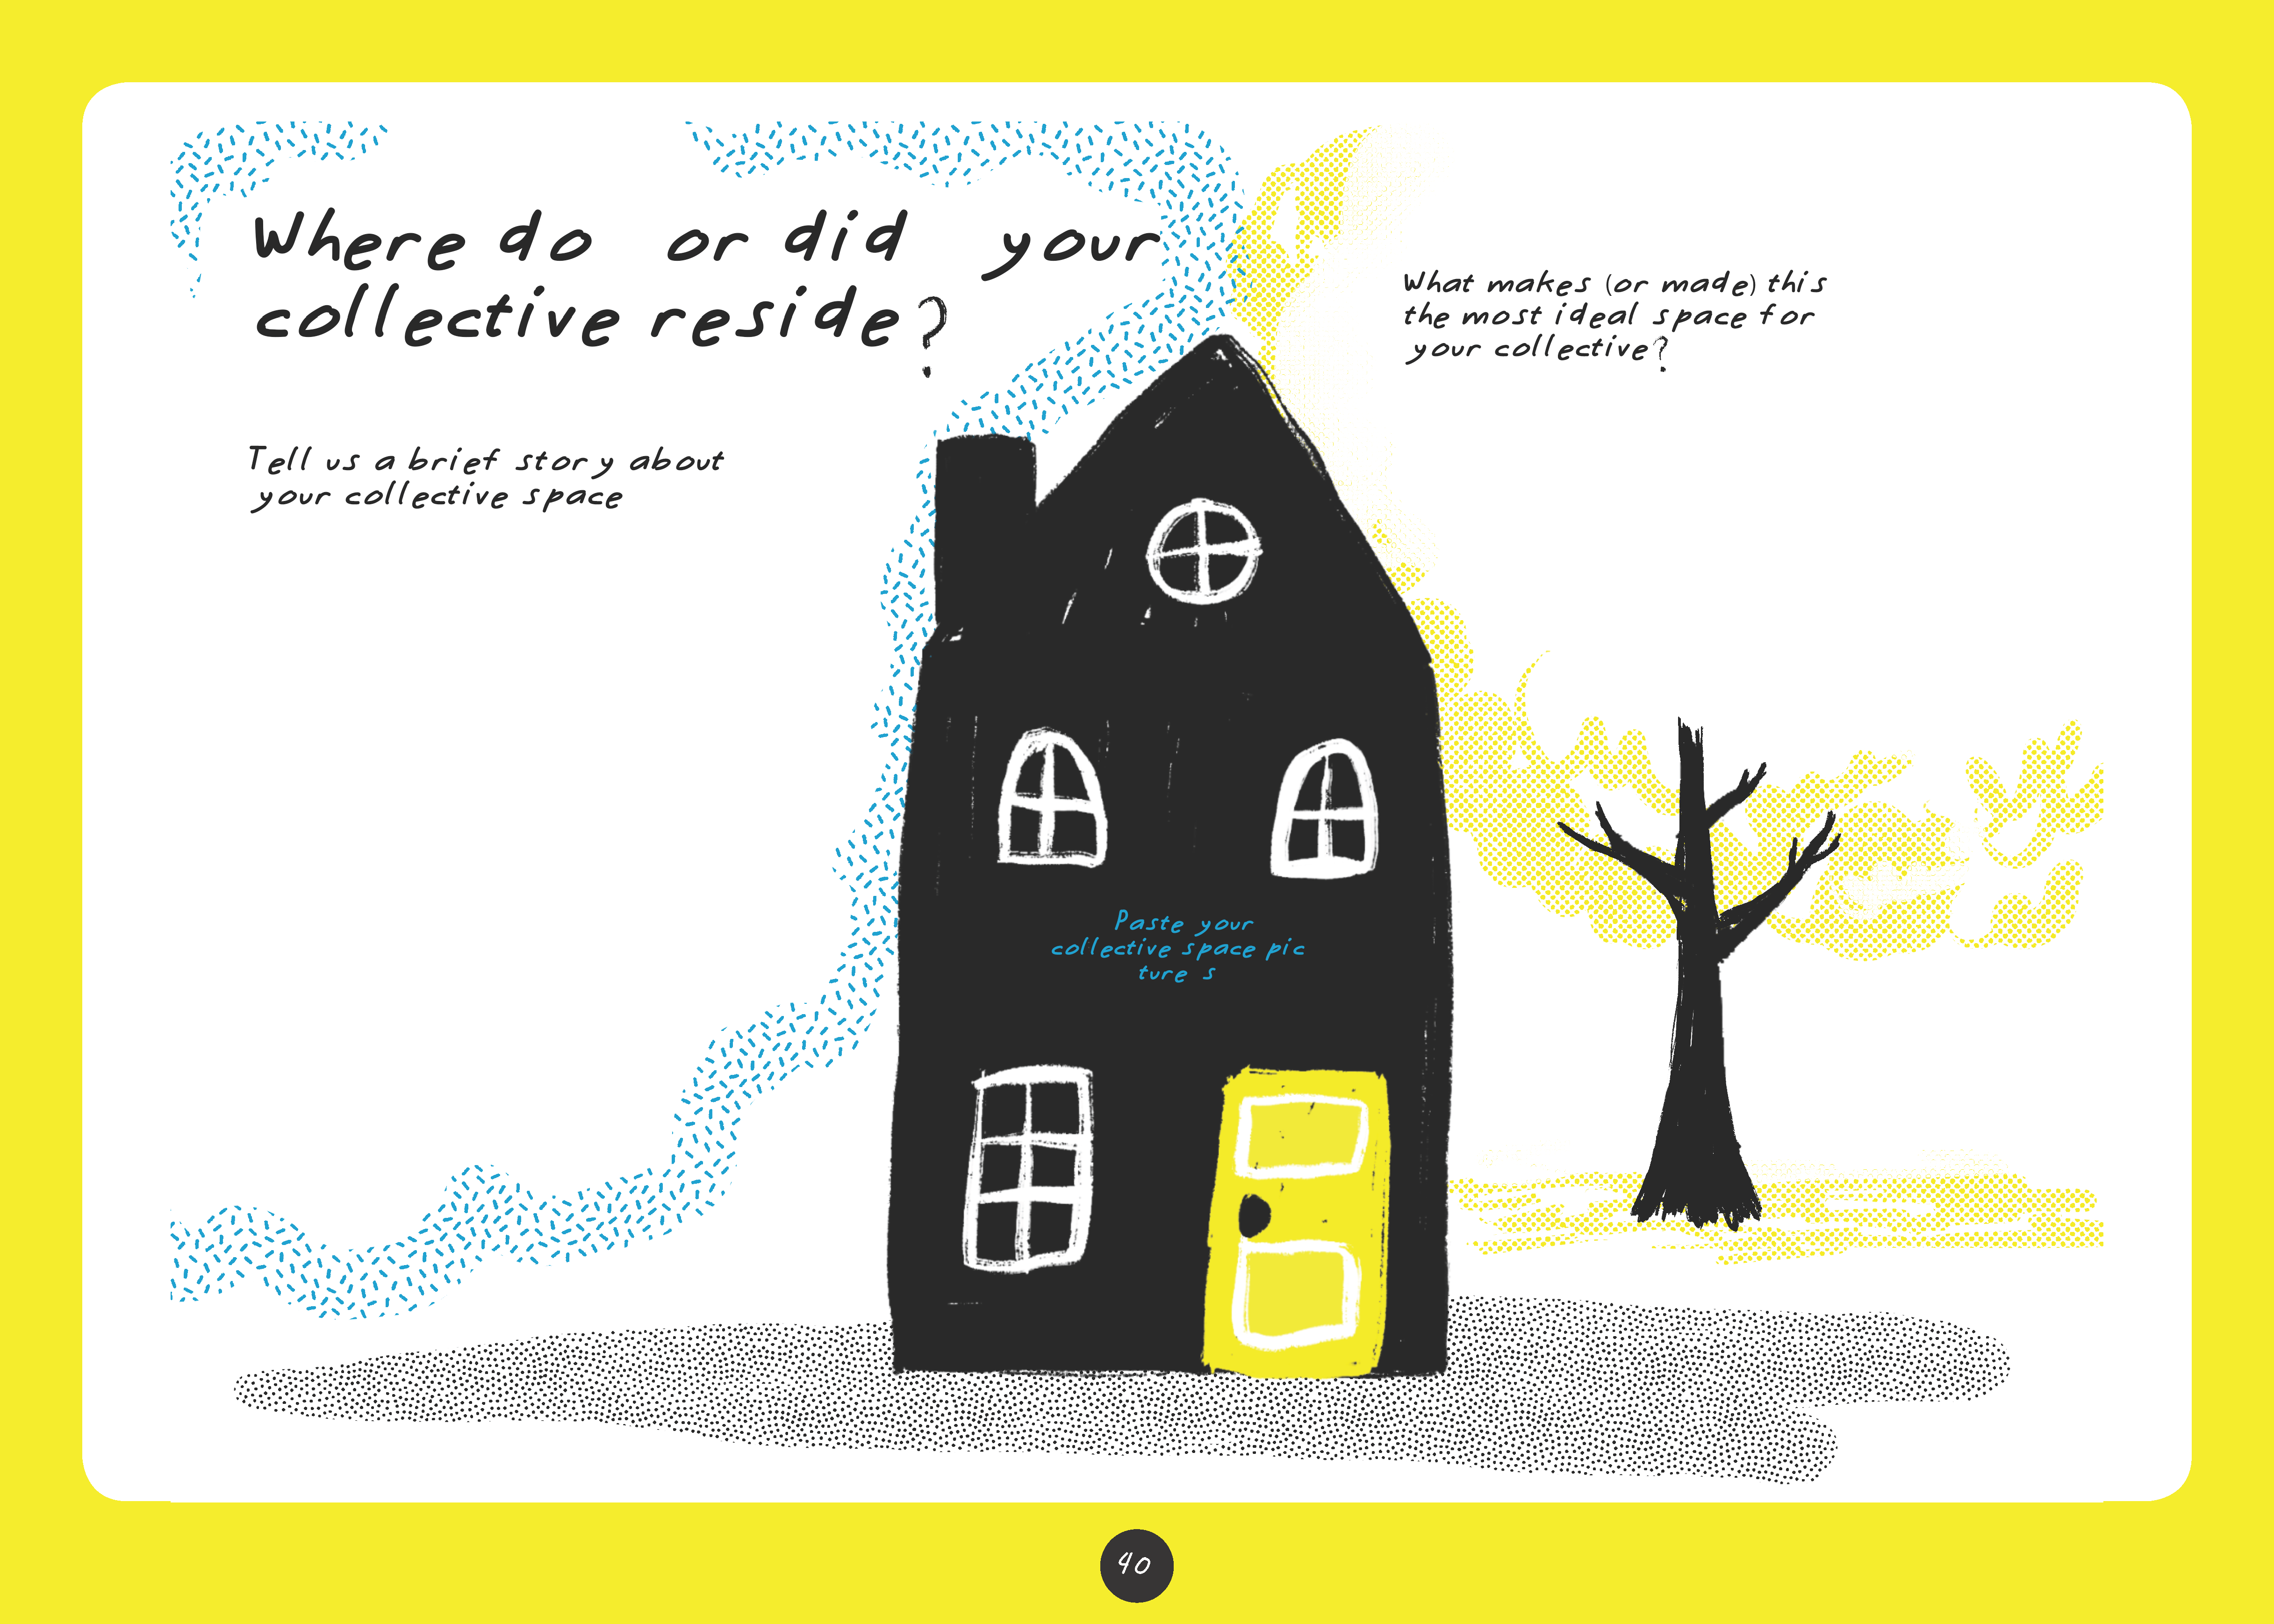 Where do or did your
collective reside?
Tell us a brief story about
your collective space
What makes (or made) this
the most ideal space for
your collective?
Paste your
collective space pic
ture s
40